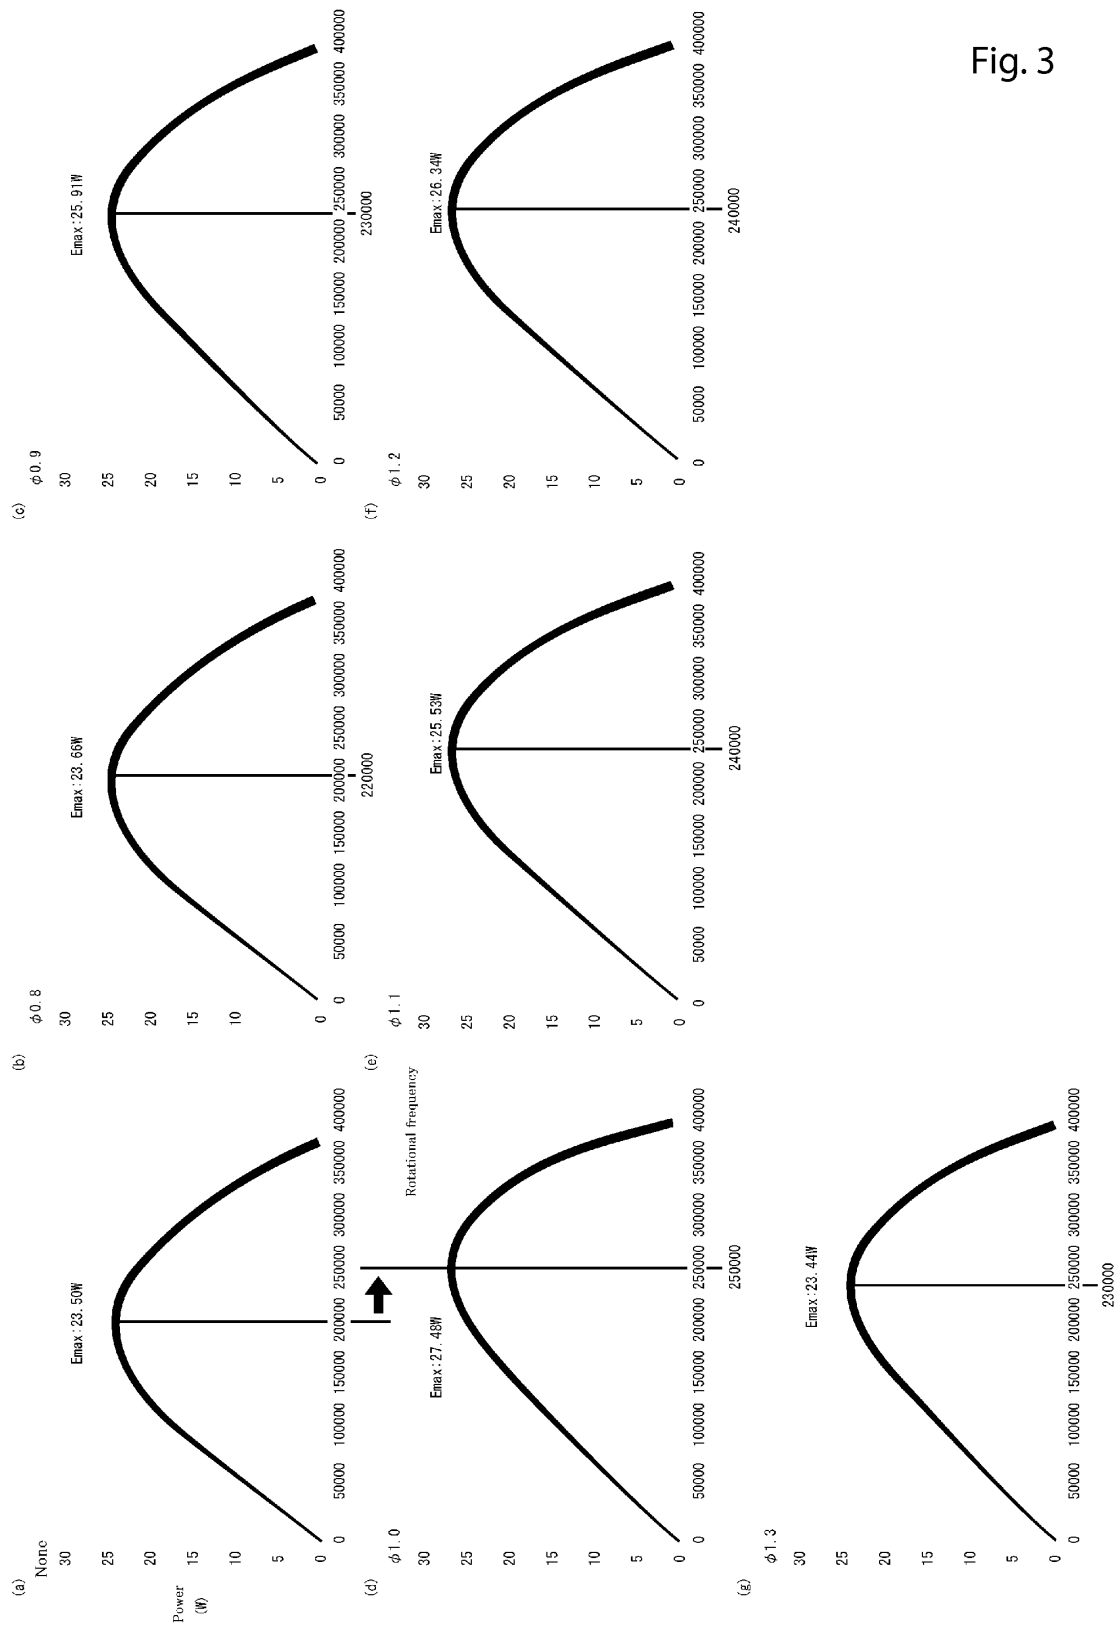 Fig. 3
(a)
None
Power
(W)
30
25
20
15
10
5
0
Emax:23.50W
0 50000 100000 150000 200000 250000 300000 350000 400000
Rotational frequency
(b)
φ0.8
30
25
20
15
10
5
0
Emax:23.66W
0 50000 100000 150000 200000 250000 300000 350000 400000
220000
(c)
φ0.9
30
25
20
15
10
5
0
Emax:25.91W
0 50000 100000 150000 200000 250000 300000 350000 400000
230000
(d)
φ1.0
30
25
20
15
10
5
0
Emax:27.48W
0 50000 100000 150000 200000 250000 300000 350000 400000
250000
(e)
φ1.1
30
25
20
15
10
5
0
Emax:25.53W
0 50000 100000 150000 200000 250000 300000 350000 400000
240000
(f)
φ1.2
30
25
20
15
10
5
0
Emax:26.34W
0 50000 100000 150000 200000 250000 300000 350000 400000
240000
(g)
φ1.3
30
25
20
15
10
5
0
Emax:23.44W
0 50000 100000 150000 200000 250000 300000 350000 400000
230000